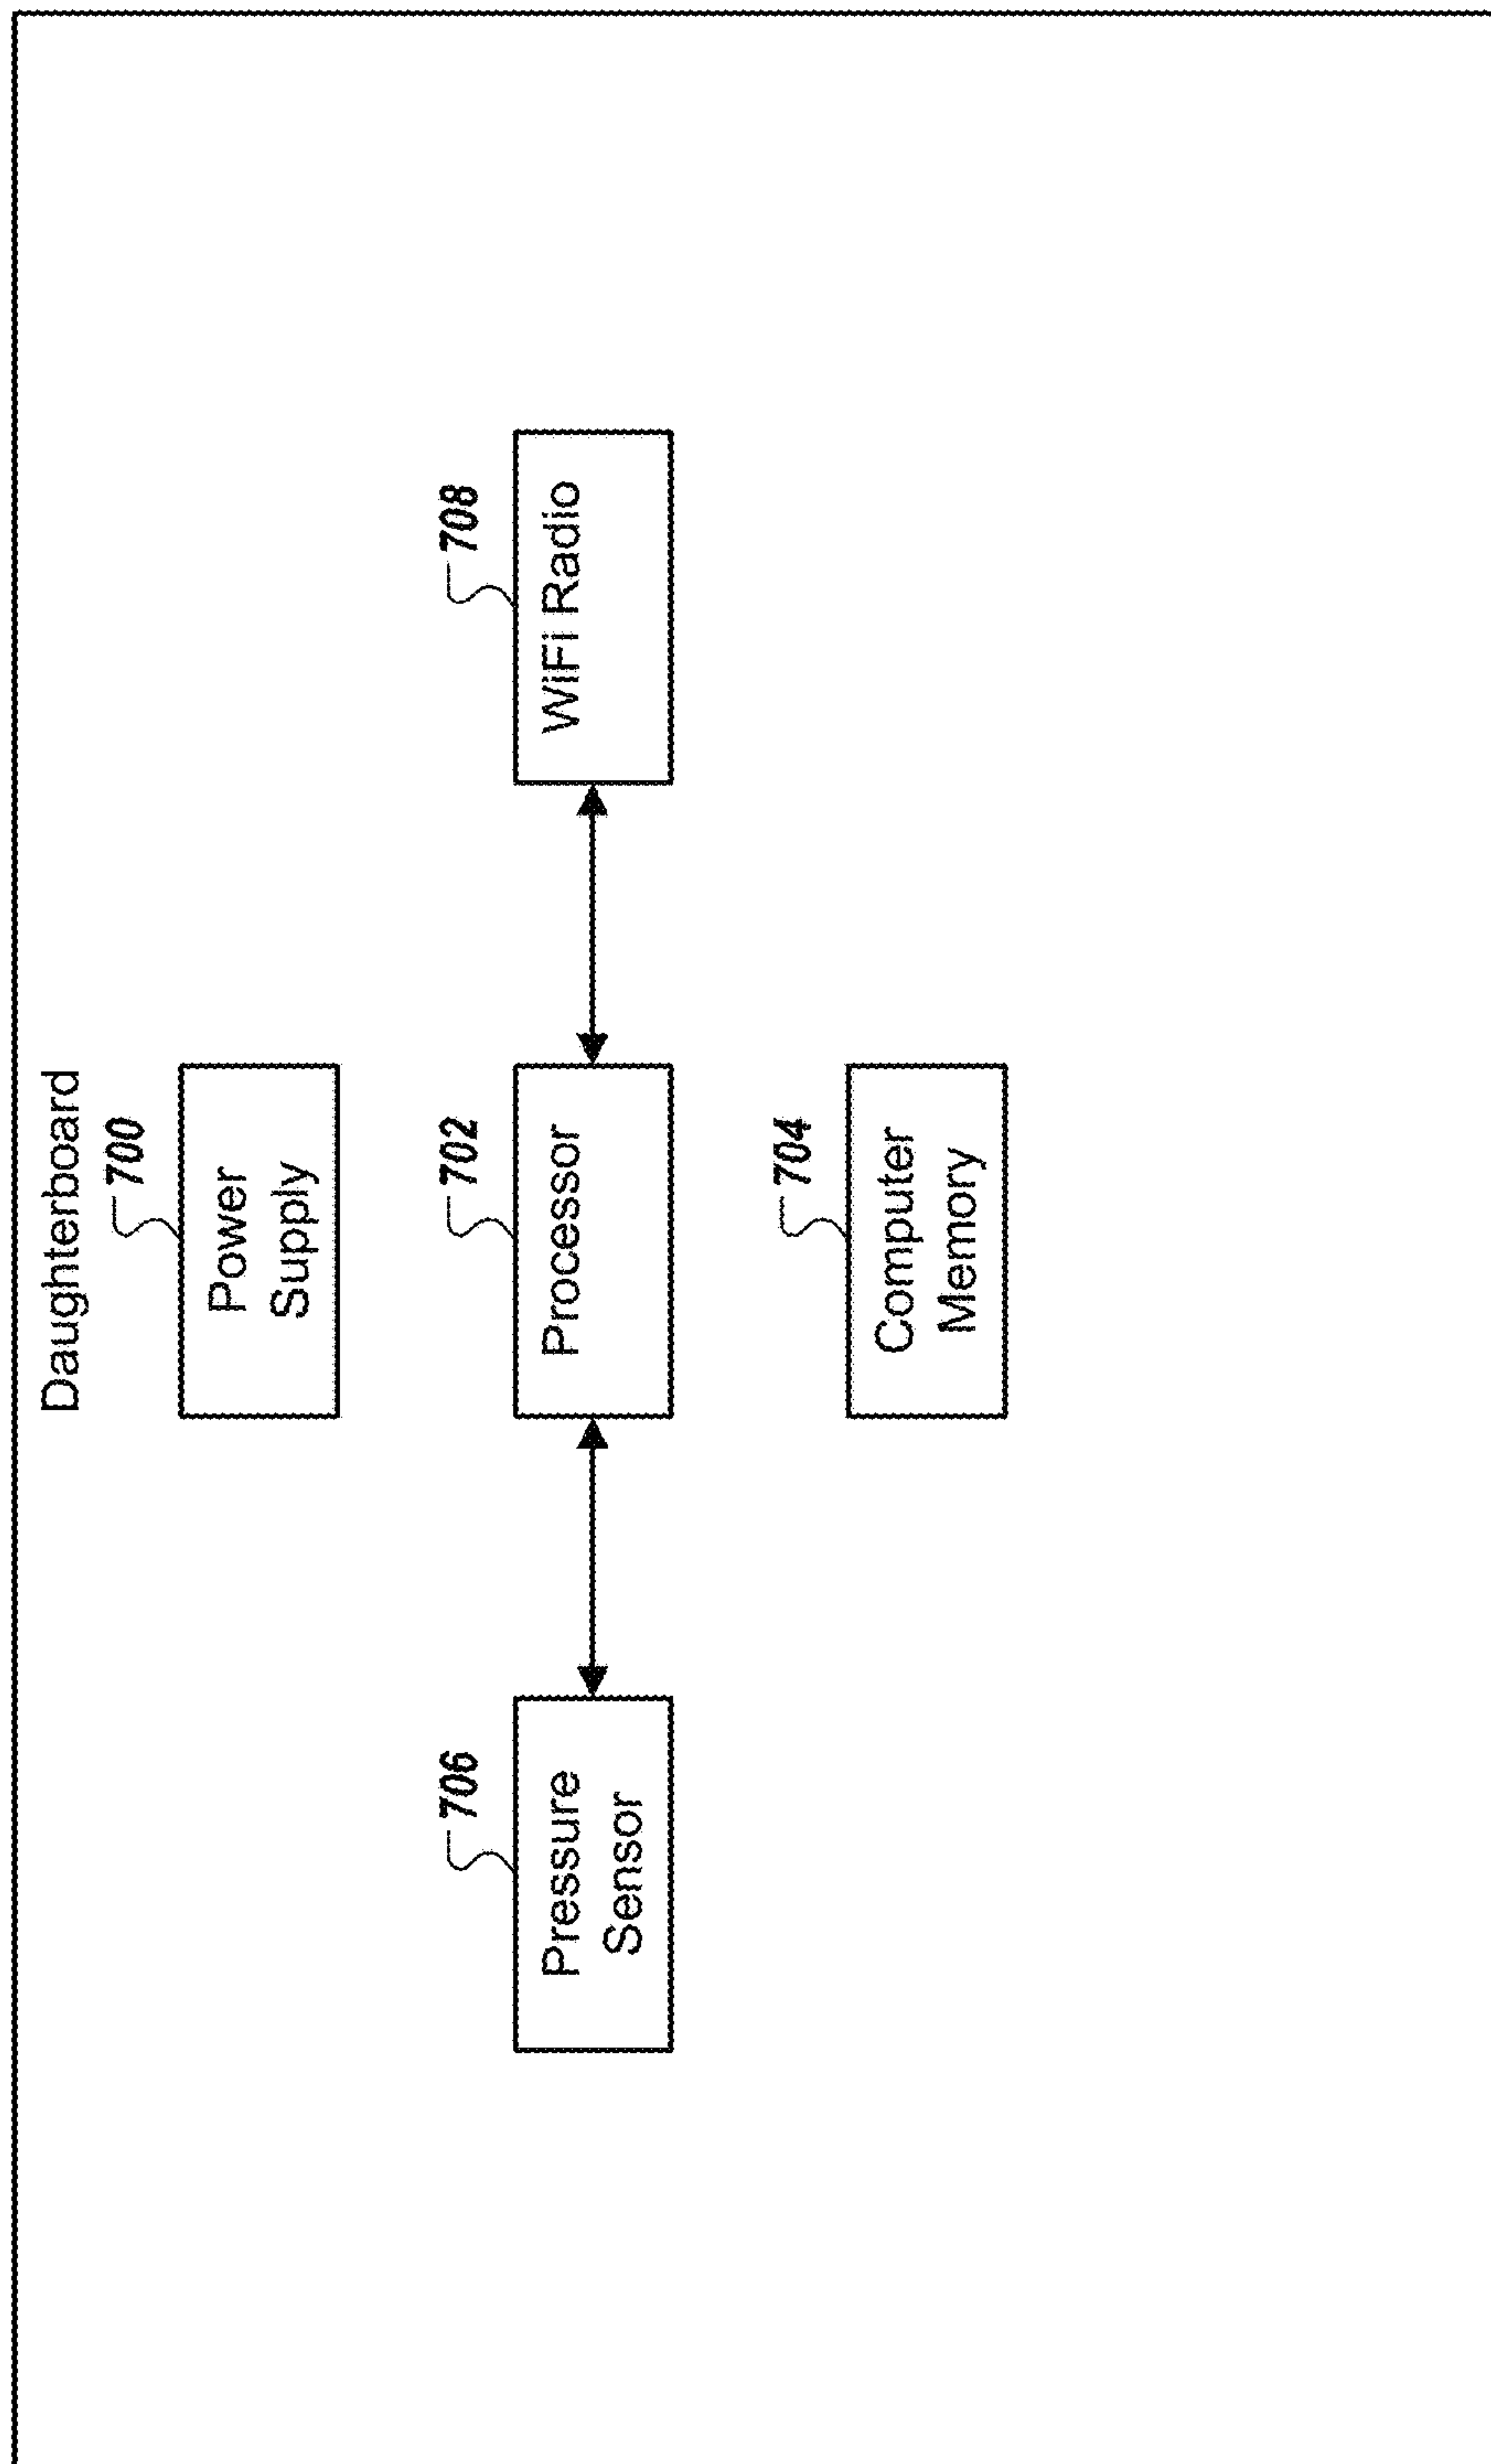 Daughterboard
700
Power
Supply
706
702
708
Pressure
Sensor
Processor
WiFi Radio
704
Computer
Memory